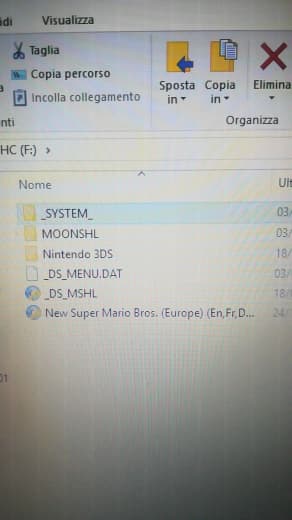 idi Visualizza
Taglia
Copia percorso
Incolla collegamento
Sposta in
Copia in
Elimina
nti
Organizza
HC (F:)
Nome
Ult
_SYSTEM_
03/
MOONSHL
03/
Nintendo 3DS
18/
_DS_MENU.DAT
03/
_DS_MSHL
18/
New Super Mario Bros. (Europe) (En,Fr,D...
24/
01